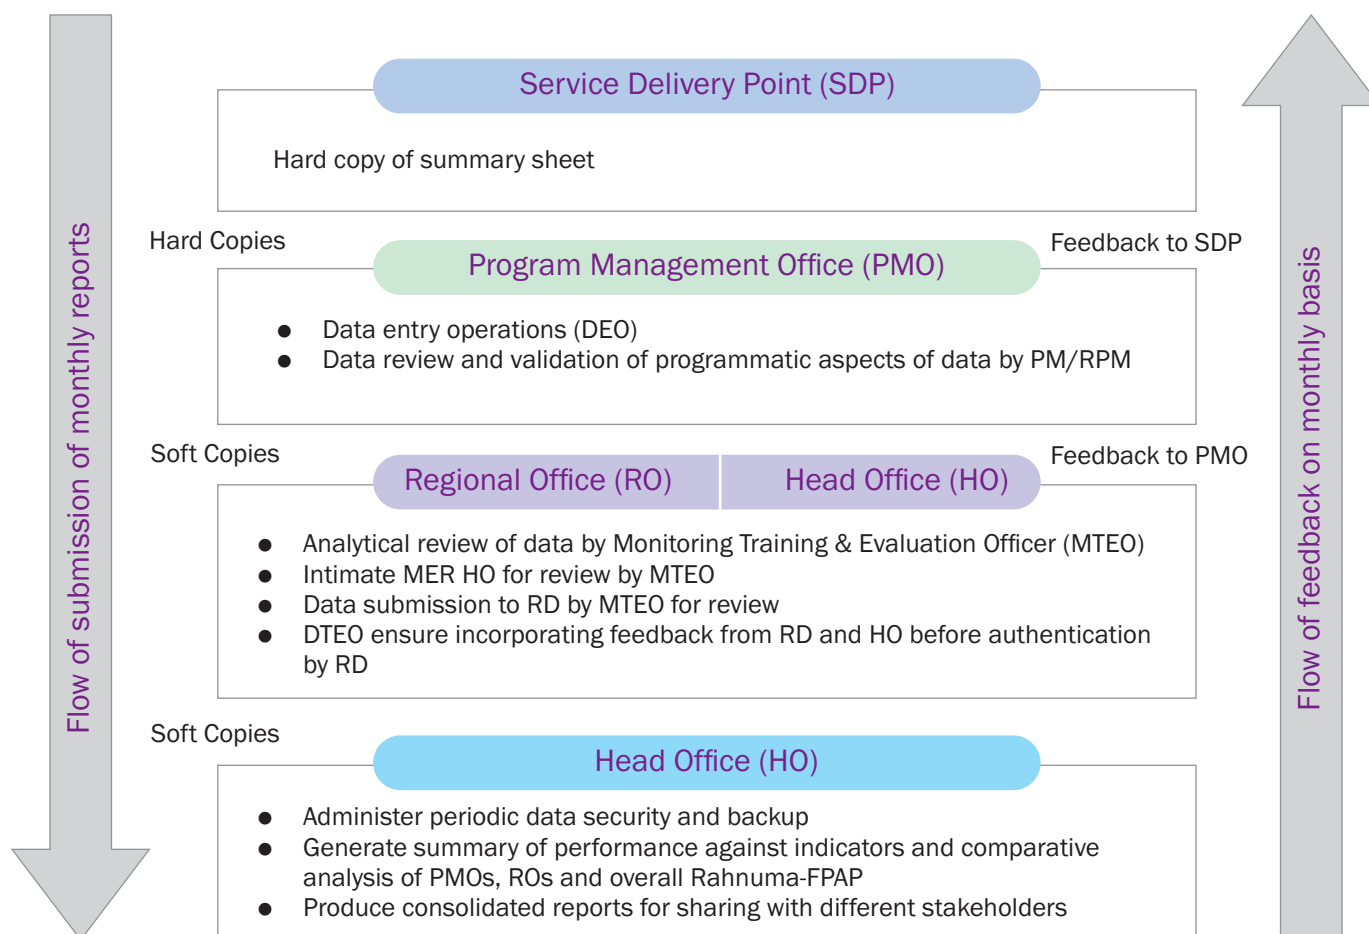 Flow of submission of monthly reports
Service Delivery Point (SDP)
Hard copy of summary sheet
Hard Copies
Feedback to SDP
Program Management Office (PMO)
● Data entry operations (DEO)
● Data review and validation of programmatic aspects of data by PM/RPM
Soft Copies
Feedback to PMO
Regional Office (RO)
Head Office (HO)
● Analytical review of data by Monitoring Training & Evaluation Officer (MTEO)
● Intimate MER HO for review by MTEO
● Data submission to RD by MTEO for review
● DTEO ensure incorporating feedback from RD and HO before authentication
by RD
Soft Copies
Head Office (HO)
● Administer periodic data security and backup
● Generate summary of performance against indicators and comparative
analysis of PMOs, ROs and overall Rahnuma-FPAP
● Produce consolidated reports for sharing with different stakeholders
Flow of feedback on monthly basis